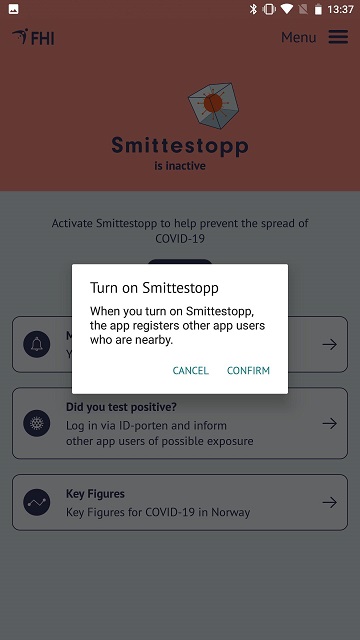 13:37
FHI
Menu
Smittestopp
is inactive
Activate Smittestopp to help prevent the spread of
COVID-19
Turn on Smittestopp
When you turn on Smittestopp,
the app registers other app users
who are nearby.
CANCEL CONFIRM
Did you test positive?
Log in via ID-porten and inform
other app users of possible exposure
Key Figures
Key Figures for COVID-19 in Norway